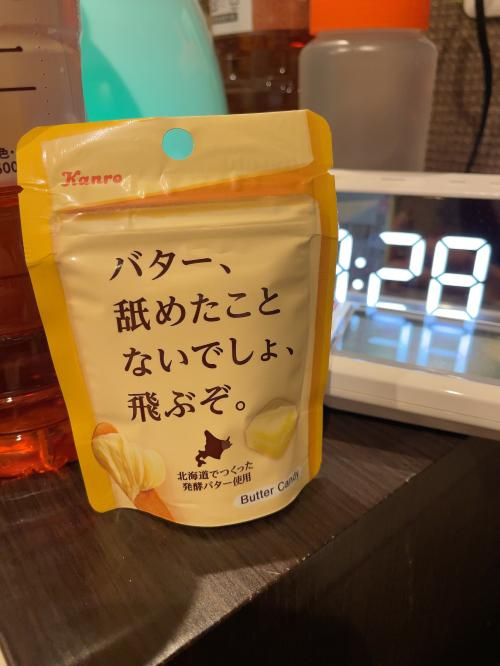 Kanro
バター、
舐めたこと
ないでしょ、
飛ぶぞ。
北海道でつくった
発酵バター使用
Butter Candy
:28